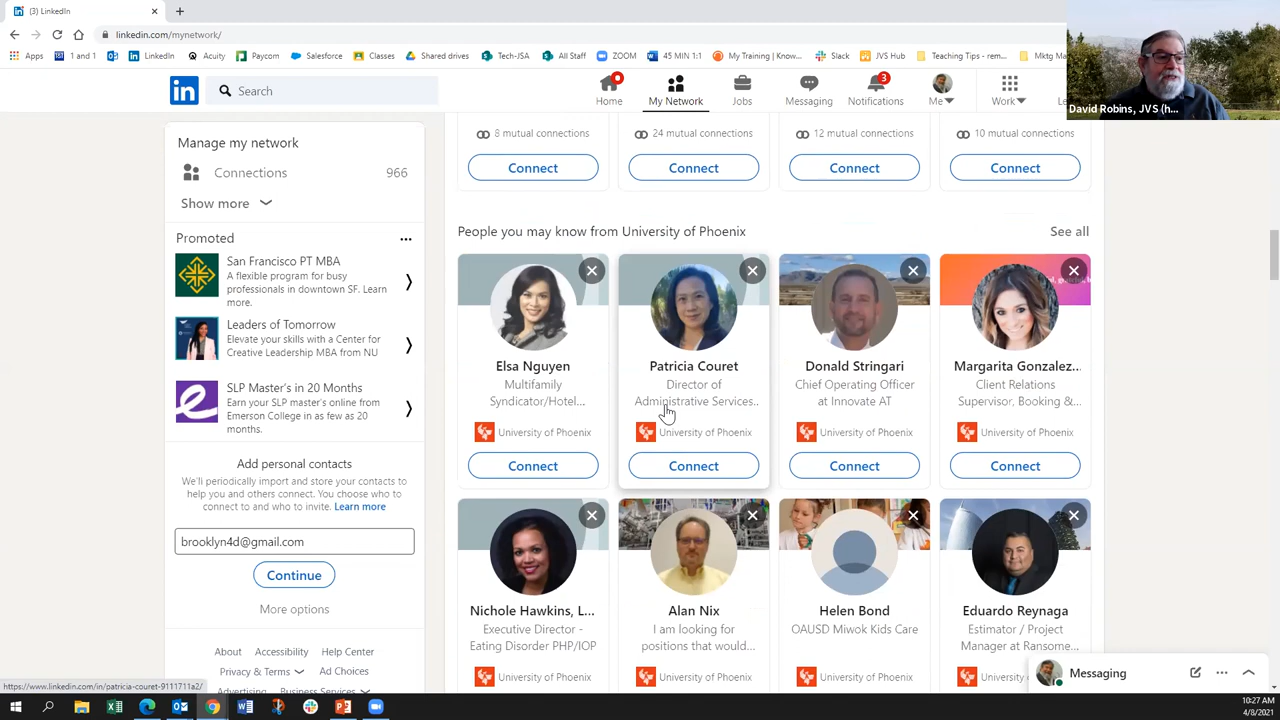 (3) LinkedIn
linkedin.com/mynetwork/
Apps
1 and 1
LinkedIn
Acuity
Paycom
Salesforce
Classes
Shared drives
Tech-JSA
All Staff
ZOOM
45 MIN 1:1
My Training | Know...
Slack
JVS Hub
Teaching Tips - rem...
Mktg M
David Robins, JVS (h...
Search
Home
My Network
Jobs
Messaging
3
Notifications
Me
Work
Le
Manage my network
Connections 966
Show more
Promoted
San Francisco PT MBA
A flexible program for busy
professionals in downtown SF. Learn
more.
Leaders of Tomorrow
Elevate your skills with a Center for
Creative Leadership MBA from NU
SLP Master's in 20 Months
Earn your SLP master's online from
Emerson College in as few as 20
months.
Add personal contacts
We'll periodically import and store your contacts to
help you and others connect. You choose who to
connect to and who to invite. Learn more
brooklyn4d@gmail.com
Continue
More options
About Accessibility Help Center
Privacy & Terms Ad Choices
Advertising Business Services
8 mutual connections
24 mutual connections
12 mutual connections
10 mutual connections
Connect
Connect
Connect
Connect
People you may know from University of Phoenix
See all
Elsa Nguyen
Multifamily
Syndicator/Hotel...
University of Phoenix
Connect
Patricia Couret
Director of
Administrative Services..
University of Phoenix
Connect
Donald Stringari
Chief Operating Officer
at Innovate AT
University of Phoenix
Connect
Margarita Gonzalez...
Client Relations
Supervisor, Booking &...
University of Phoenix
Connect
Nichole Hawkins, L...
Executive Director -
Eating Disorder PHP/IOP
University of Phoenix
Alan Nix
I am looking for
positions that would...
University of Phoenix
Helen Bond
OAUSD Miwok Kids Care
University of Phoenix
Eduardo Reynaga
Estimator / Project
Manager at Ransome...
University of Phoenix
Messaging
https://www.linkedin.com/in/patricia-couret-9111711a2/
10:27 AM
4/8/2021